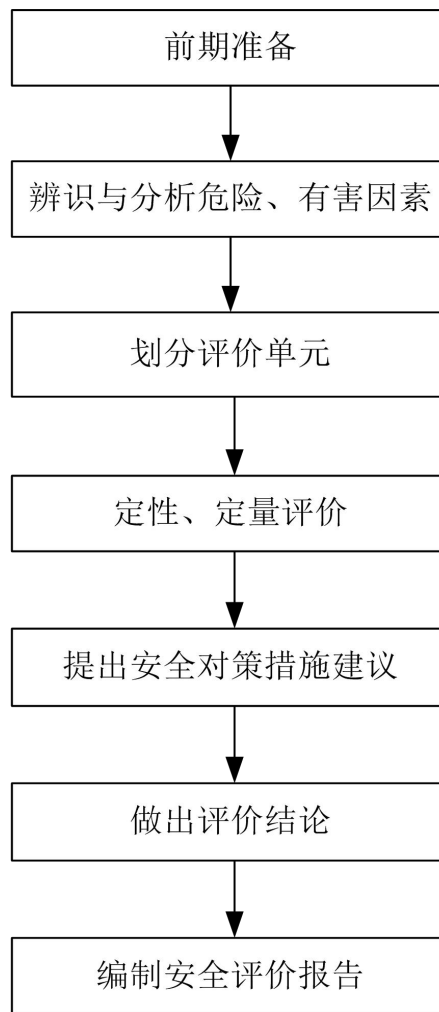 前期准备
辨识与分析危险、有害因素
划分评价单元
定性、定量评价
提出安全对策措施建议
做出评价结论
编制安全评价报告